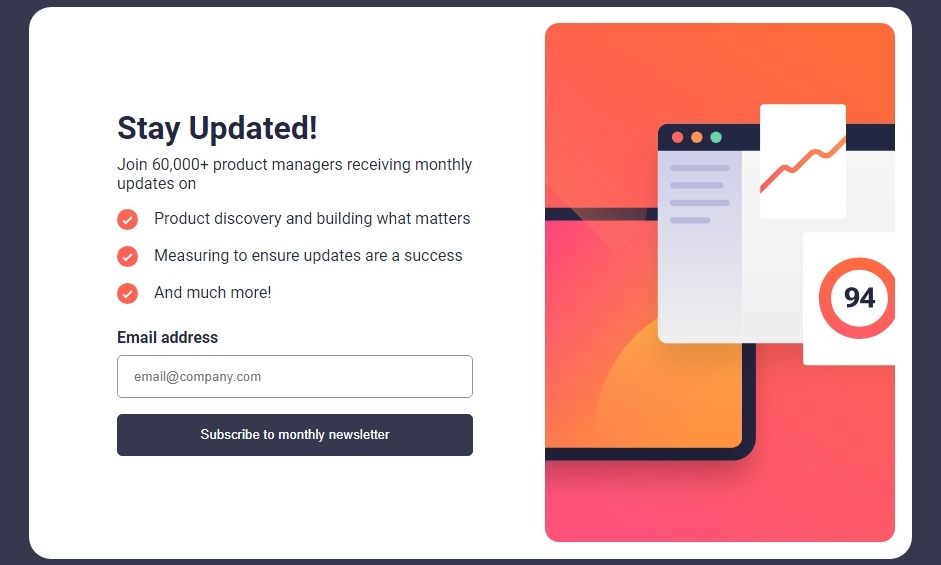 Stay Updated!
Join 60,000+ product managers receiving monthly
updates on
Product discovery and building what matters
Measuring to ensure updates are a success
And much more!
Email address
email@company.com
Subscribe to monthly newsletter
94